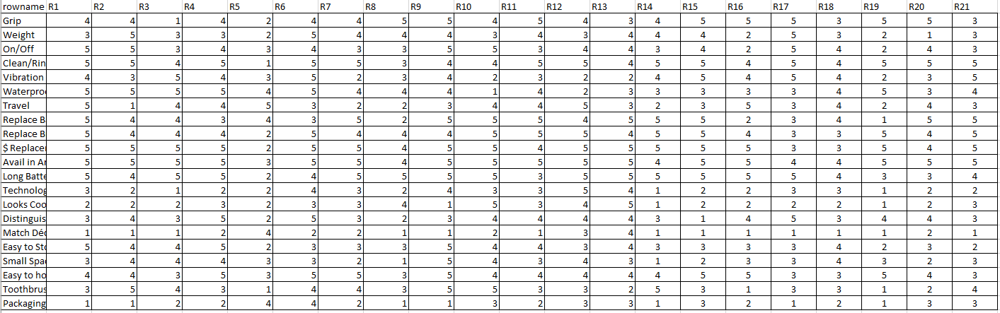 rowname R1 R2 R3 R4 R5 R6 R7 R8 R9 R10 R11 R12 R13 R14 R15 R16 R17 R18 R19 R20 R21
Grip 4 4 1 4 2 4 4 5 5 4 5 4 3 4 5 5 5 3 5 5 3
Weight 3 5 3 3 2 5 4 4 4 3 4 3 4 4 4 2 5 3 2 1 3
On/Off 5 5 3 4 3 4 3 3 5 5 3 4 4 3 4 2 5 4 2 4 3
Clean/Rin 5 5 4 5 1 5 5 3 4 4 5 5 4 5 5 4 5 4 5 5 5
Vibration 4 3 5 4 3 5 2 3 4 2 3 2 2 4 5 4 5 4 2 3 5
Waterproo 5 5 5 5 4 5 4 4 4 1 4 2 3 3 3 3 3 4 5 3 4
Travel 5 1 4 4 5 3 2 2 3 4 4 5 3 2 3 5 3 4 2 4 3
Replace B 5 4 4 3 4 3 5 2 5 5 5 4 5 5 5 2 3 4 1 5 5
Replace B 5 4 4 4 2 5 4 4 4 5 5 5 4 5 5 4 3 3 5 4 5
$ Replacer 5 5 5 5 2 5 5 4 5 5 4 5 5 5 5 5 3 3 5 4 5
Avail in Ar 5 5 5 5 3 5 5 4 5 5 5 5 5 4 5 5 4 4 5 5 5
Long Batte 5 4 5 5 2 4 5 5 5 5 3 5 5 5 5 5 5 4 3 3 4
Technolog 3 2 1 2 2 4 3 2 4 3 3 5 4 1 2 2 3 3 1 2 2
Looks Coo 2 2 2 3 2 3 3 4 1 5 3 4 5 1 2 2 2 2 1 2 3
Distinguis 3 4 3 5 2 5 3 2 3 4 4 4 4 3 1 4 5 3 4 4 3
Match Déc 1 1 1 2 4 2 2 1 1 2 1 3 4 1 1 1 1 1 1 2 1
Easy to Sto 5 4 4 5 2 3 3 3 5 4 4 3 4 3 3 3 3 4 2 3 2
Small Spac 3 4 4 4 3 3 2 1 5 4 3 4 3 1 2 3 3 4 3 2 3
Easy to ho 4 4 3 5 3 5 5 3 5 4 4 4 4 4 5 5 3 3 5 4 3
Toothbrus 3 5 4 3 1 4 4 3 5 5 3 3 2 5 3 1 3 3 1 2 4
Packaging 1 1 2 2 4 4 2 1 1 3 2 3 3 1 3 2 1 2 1 3 3